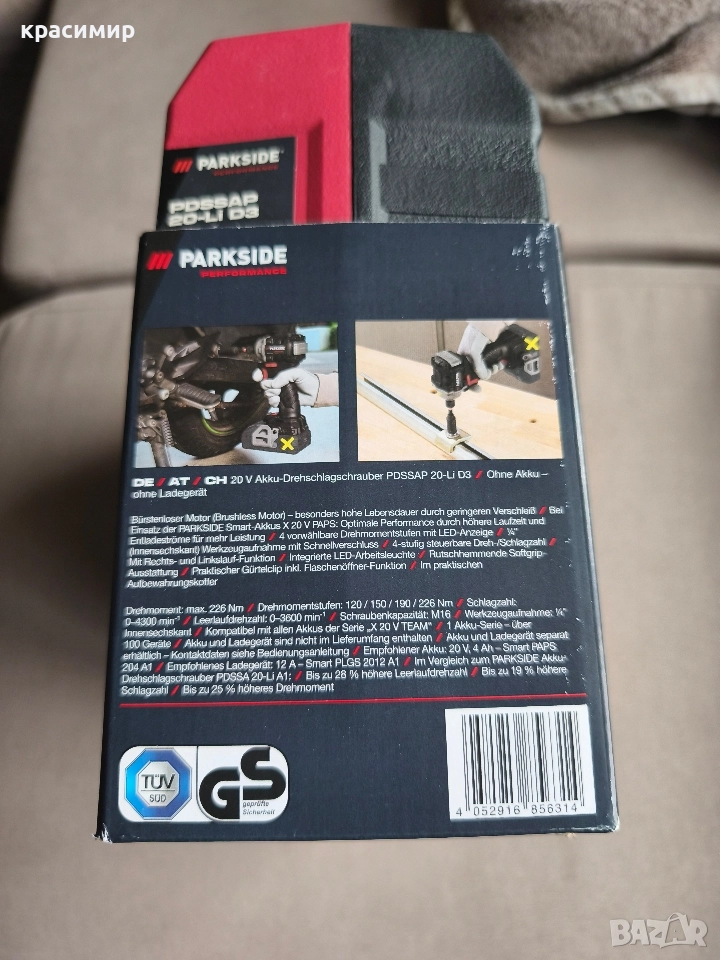 красимир
PARKSIDE
PERFORMANCE
PDSSAP
20-Li D3
PARKSIDE
PERFORMANCE
DE / AT / CH 20 V Akku-Drehschlagschrauber PDSSAP 20-Li D3 / Ohne Akku –
ohne Ladegerät
Bürstenloser Motor (Brushless Motor) – besonders hohe Lebensdauer durch geringeren Verschleiß / Bei
Einsatz der PARKSIDE Smart-Akkus X 20 V PAPS: Optimale Performance durch höhere Laufzeit und
Entladeströme für mehr Leistung / 4 vorwählbare Drehmomentstufen mit LED-Anzeige / ¼"
(Innensechskant) Werkzeugaufnahme mit Schnellverschluss / 4-stufig steuerbare Dreh-/Schlagzahl /
Mit Rechts- und Linkslauf-Funktion / Integrierte LED-Arbeitsleuchte / Rutschhemmende Softgrip-
Ausstattung / Praktischer Gürtelclip inkl. Flaschenöffner-Funktion / Im praktischen
Aufbewahrungskoffer
Drehmoment: max. 226 Nm / Drehmomentstufen: 120 / 150 / 190 / 226 Nm / Schlagzahl:
0–4300 min⁻¹ / Leerlaufdrehzahl: 0–3600 min⁻¹ / Schraubenkapazität: M16 / Werkzeugaufnahme: ¼"
Innensechskant / Kompatibel mit allen Akkus der Serie „X 20 V TEAM" / 1 Akku-Serie – über
100 Geräte / Akku und Ladegerät sind nicht im Lieferumfang enthalten / Akku und Ladegerät separat
erhältlich – Kontaktdaten siehe Bedienungsanleitung / Empfohlener Akku: 20 V, 4 Ah – Smart PAPS
204 A1 / Empfohlenes Ladegerät: 12 A – Smart PLGS 2012 A1 / Im Vergleich zum PARKSIDE Akku-
Drehschlagschrauber PDSSA 20-Li A1: / Bis zu 28 % höhere Leerlaufdrehzahl / Bis zu 19 % höhere
Schlagzahl / Bis zu 25 % höheres Drehmoment
TÜV
SÜD
GS
geprüfte
Sicherheit
4 052916 856314
BAZAR